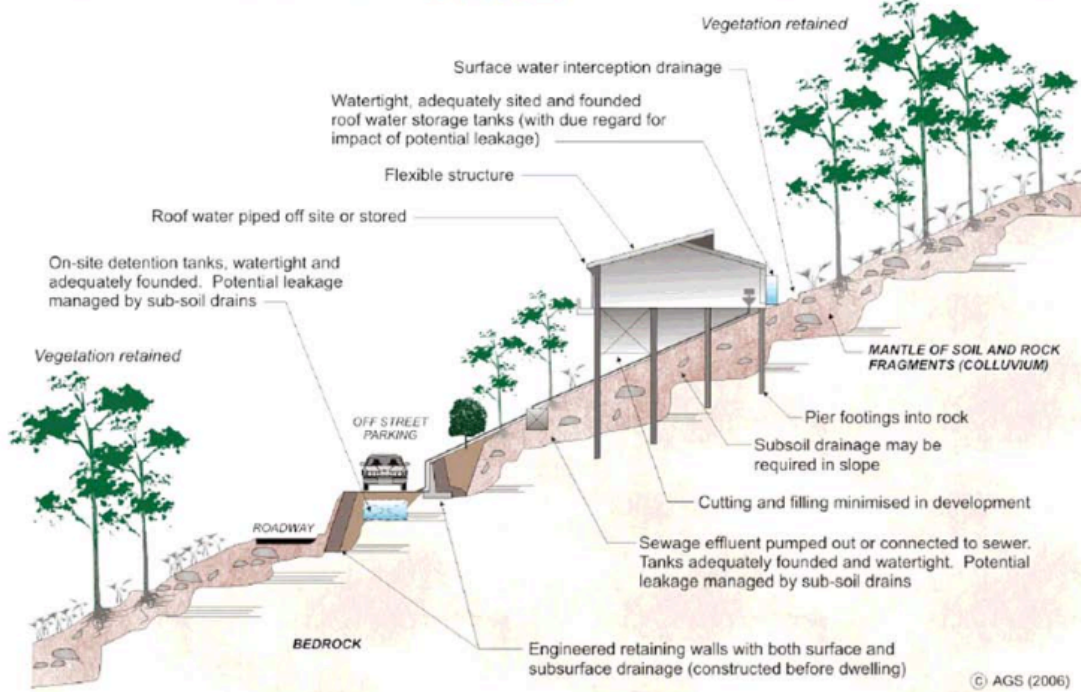 Vegetation retained
Surface water interception drainage
Watertight, adequately sited and founded
roof water storage tanks (with due regard for
impact of potential leakage)
Flexible structure
Roof water piped off site or stored
On-site detention tanks, watertight and
adequately founded. Potential leakage
managed by sub-soil drains
Vegetation retained
OFF STREET
PARKING
MANTLE OF SOIL AND ROCK
FRAGMENTS (COLLUVIUM)
Pier footings into rock
Subsoil drainage may be
required in slope
Cutting and filling minimised in development
ROADWAY
Sewage effluent pumped out or connected to sewer.
Tanks adequately founded and watertight. Potential
leakage managed by sub-soil drains
BEDROCK
Engineered retaining walls with both surface and
subsurface drainage (constructed before dwelling)
© AGS (2006)